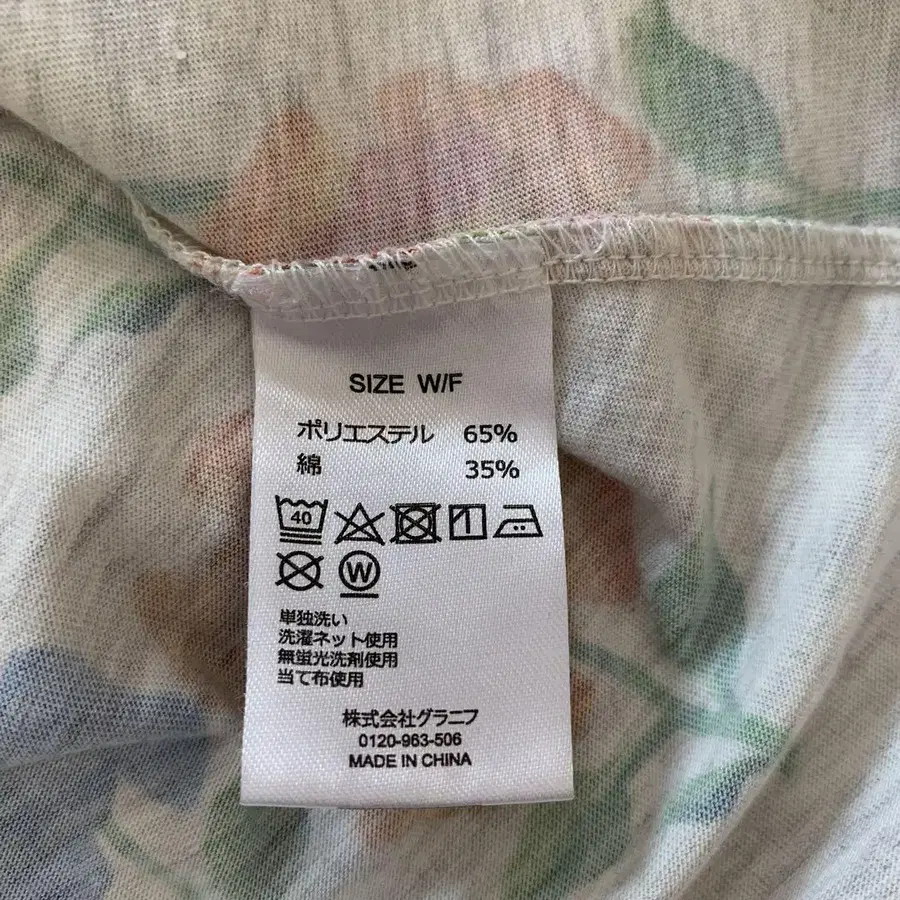 SIZE W/F
ポリエステル 65%
綿 35%
40
W
単独洗い
洗濯ネット使用
無蛍光洗剤使用
当て布使用
株式会社グラニフ
0120-963-506
MADE IN CHINA